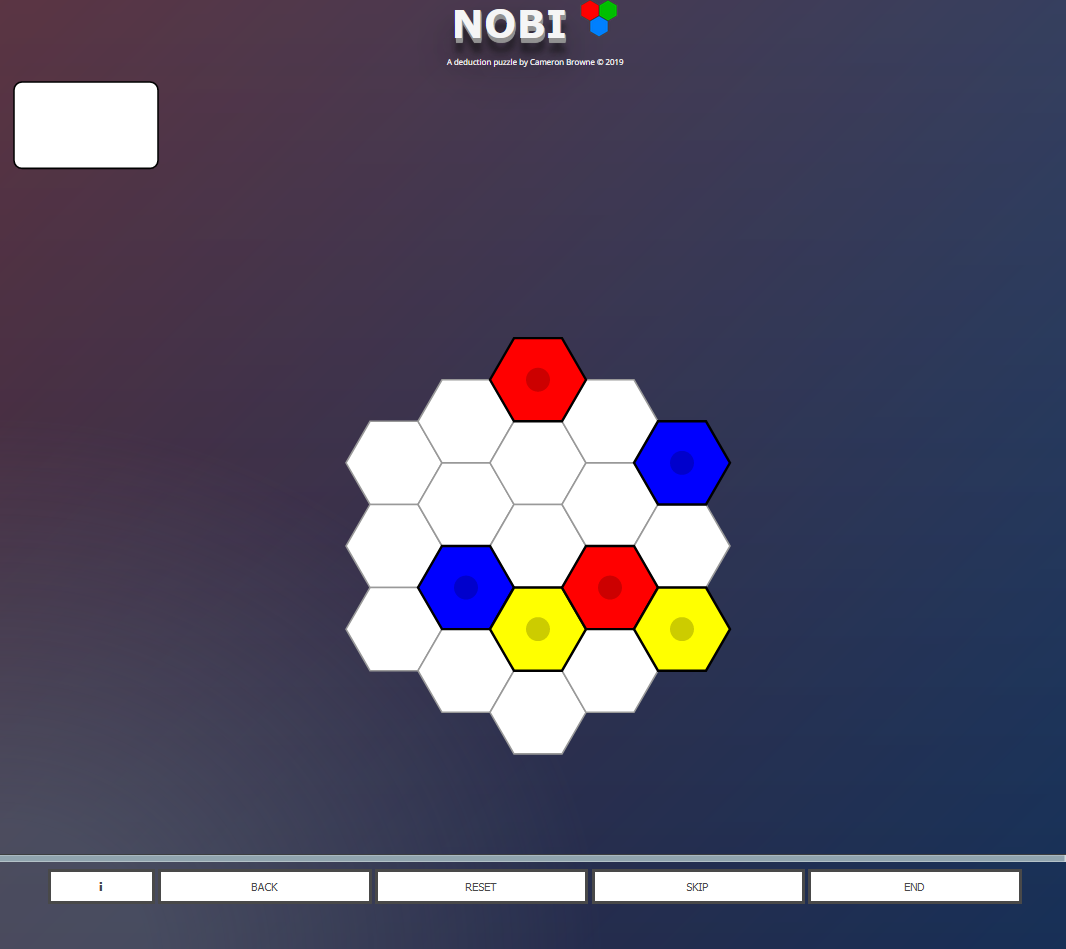 NOBI
A deduction puzzle by Cameron Browne © 2019
i
BACK
RESET
SKIP
END